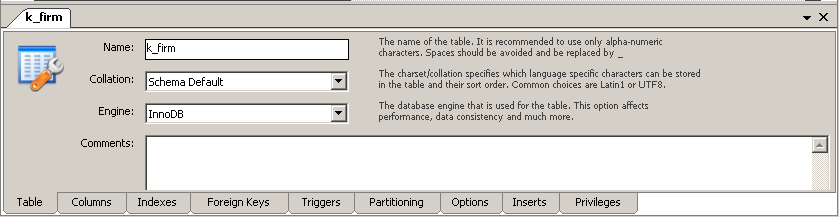 k_firm
Name: k_firm
The name of the table. It is recommended to use only alpha-numeric
characters. Spaces should be avoided and be replaced by _
Collation: Schema Default
The charset/collation specifies which language specific characters can be stored
in the table and their sort order. Common choices are Latin1 or UTF8.
Engine: InnoDB
The database engine that is used for the table. This option affects
performance, data consistency and much more.
Comments:
Table Columns Indexes Foreign Keys Triggers Partitioning Options Inserts Privileges